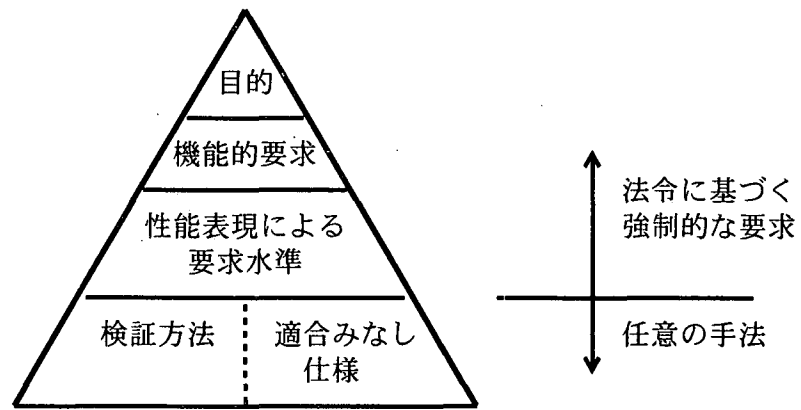 目的
機能的要求
性能表現による
要求水準
検証方法
適合みなし
仕様
法令に基づく
強制的な要求
任意の手法